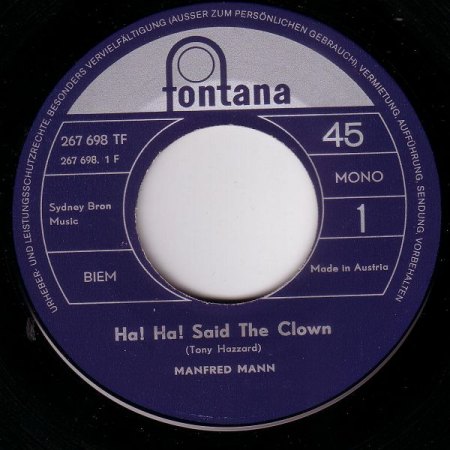 URHEBER- UND LEISTUNGSSCHUTZRECHTE, BESONDERS VERVIELFÄLTIGUNG (AUSSER ZUM PERSÖNLICHEN GEBRAUCH), VERMIETUNG, AUFFÜHRUNG, SENDUNG, VORBEHALTEN
fontana
267 698 TF
267 698. 1 F
45
MONO
Sydney Bron
Music
1
BIEM
Made in Austria
Ha! Ha! Said The Clown
(Tony Hazzard)
MANFRED MANN